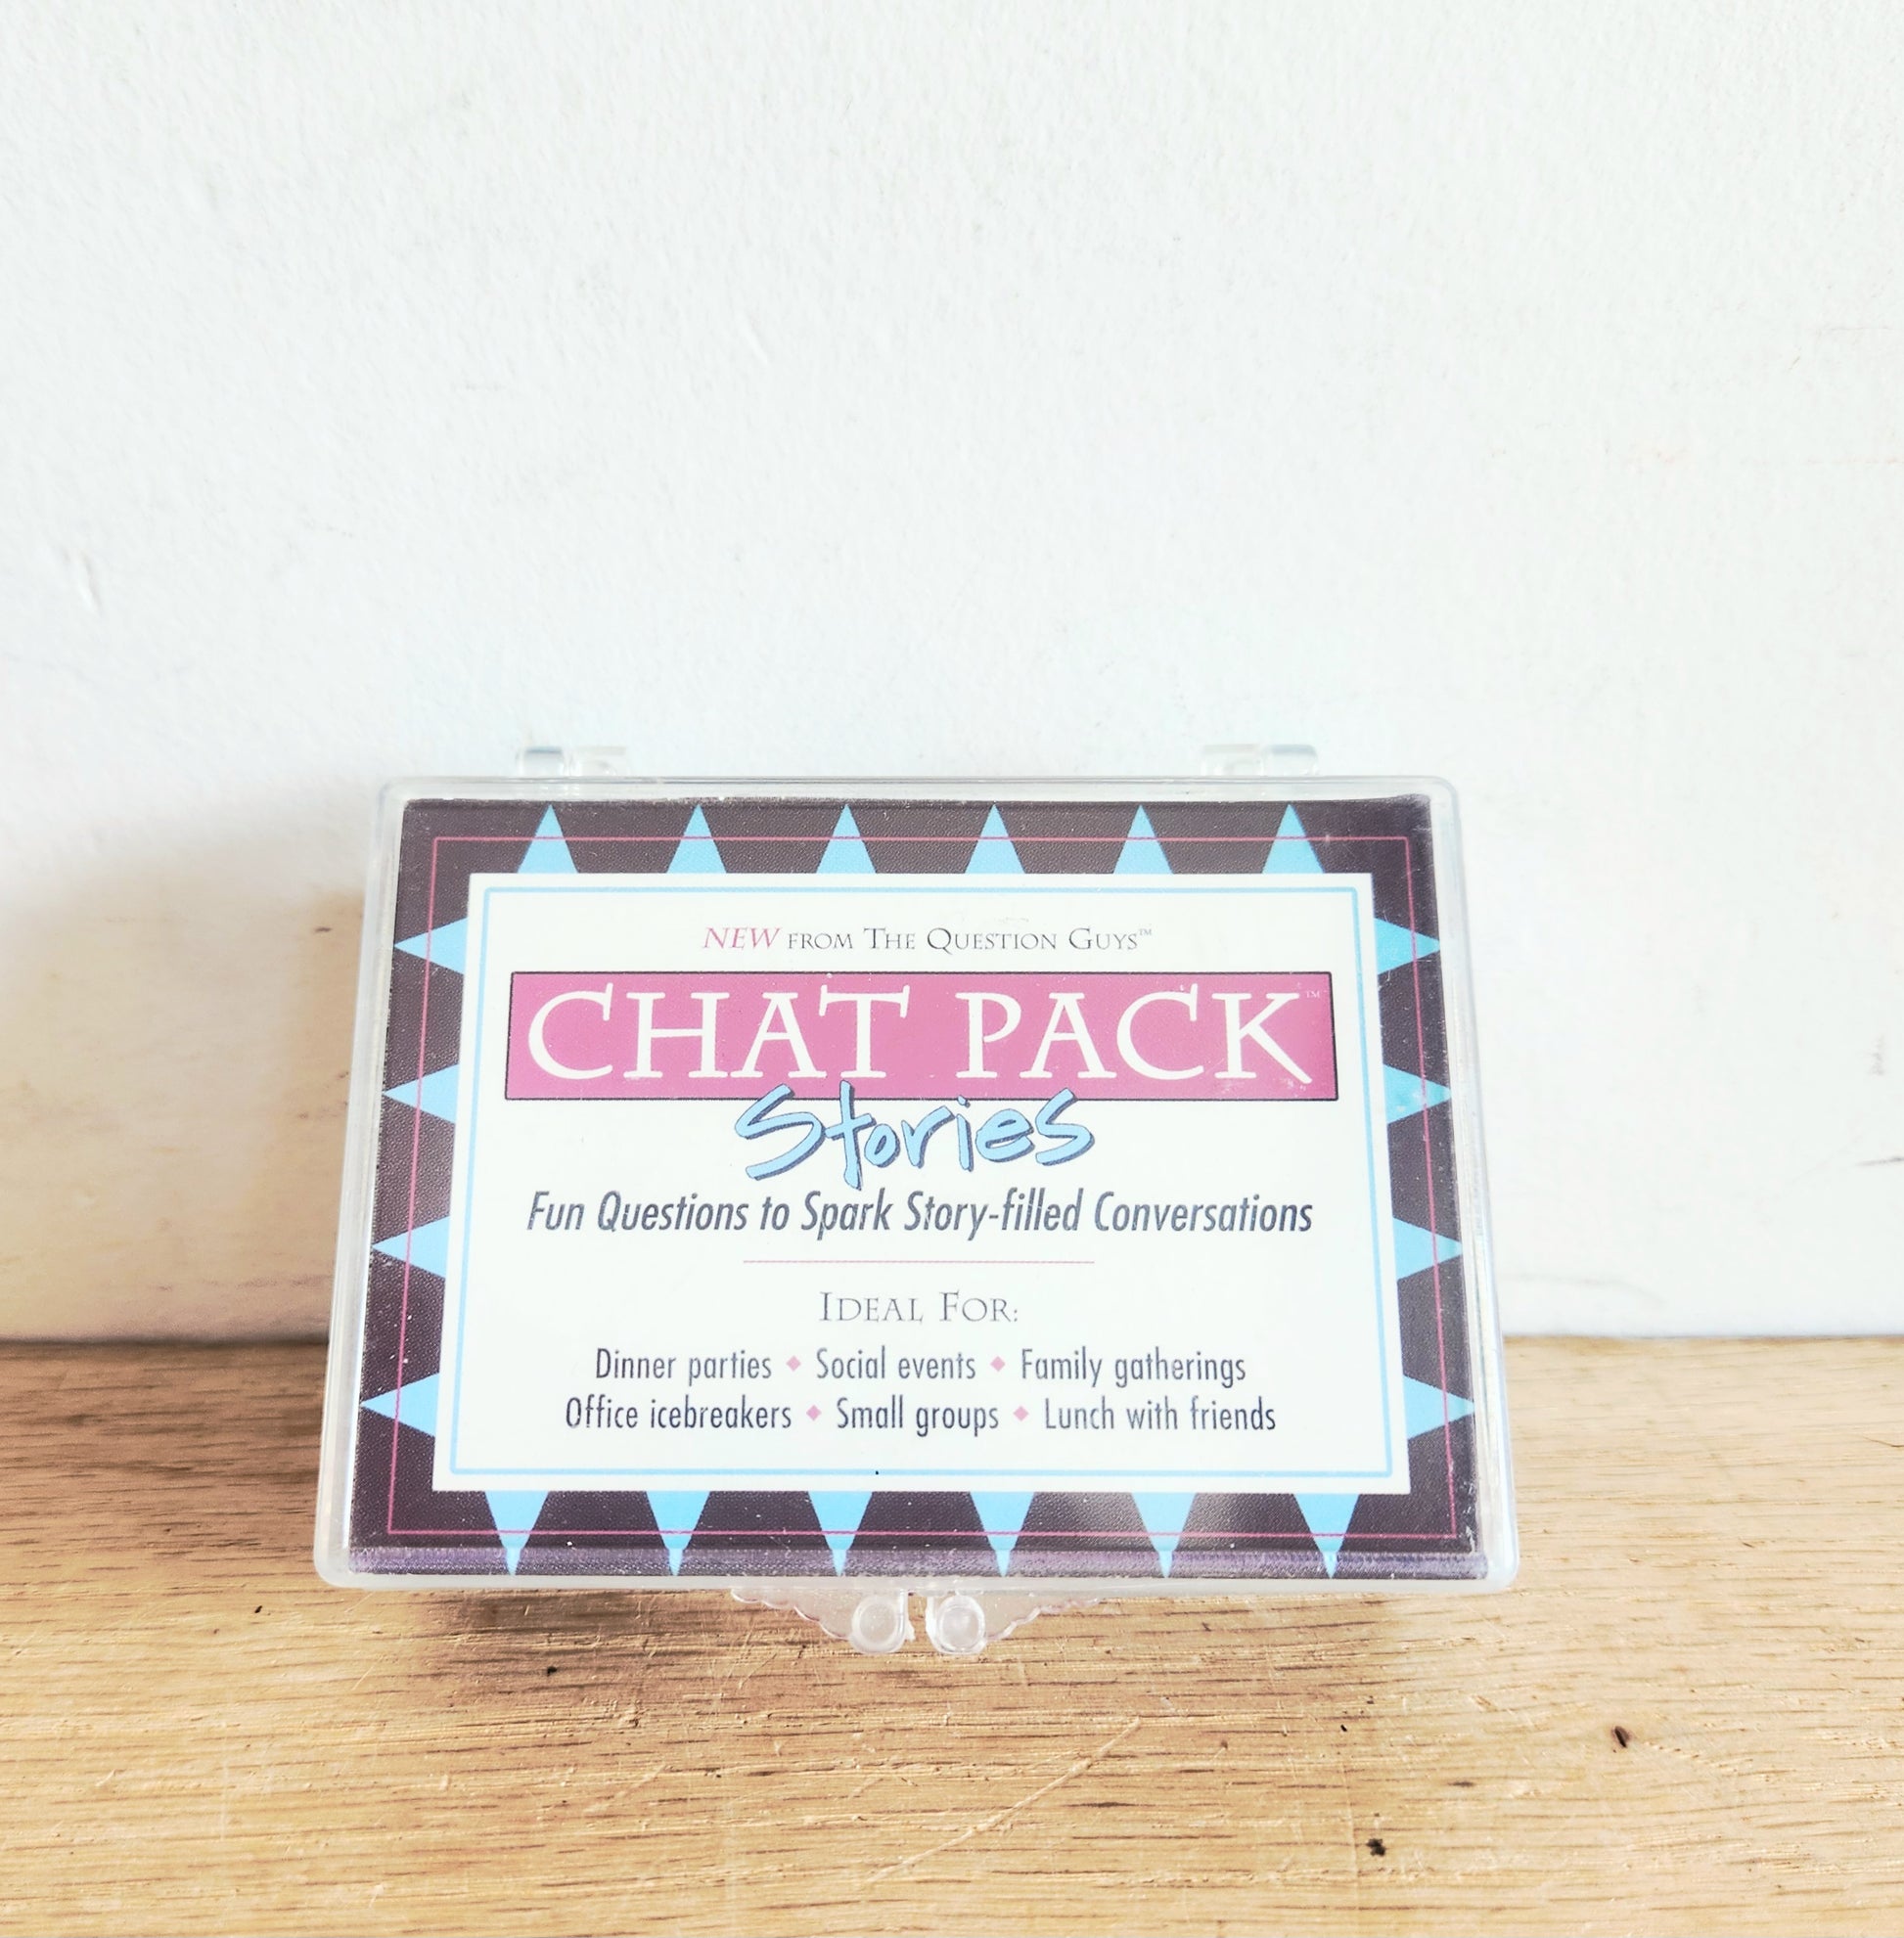 NEW FROM THE QUESTION GUYS™
CHAT PACK™
Stories
Fun Questions to Spark Story-filled Conversations
IDEAL FOR:
Dinner parties ♦ Social events ♦ Family gatherings
Office icebreakers ♦ Small groups ♦ Lunch with friends